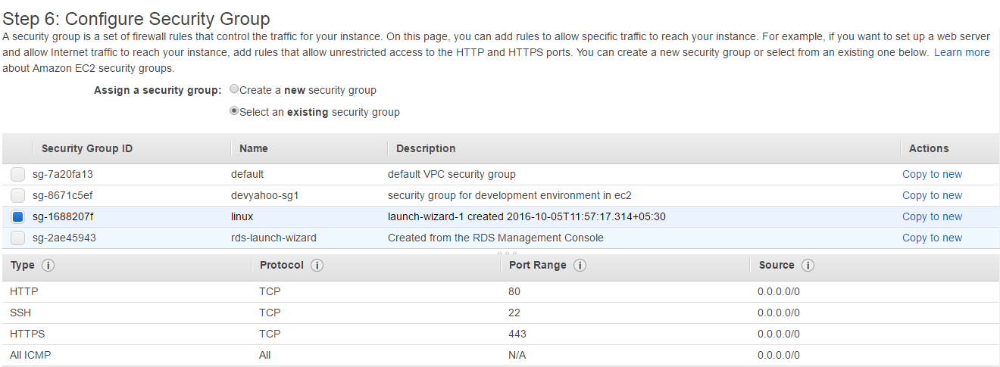 Step 6: Configure Security Group
A security group is a set of firewall rules that control the traffic for your instance. On this page, you can add rules to allow specific traffic to reach your instance. For example, if you want to set up a web server
and allow Internet traffic to reach your instance, add rules that allow unrestricted access to the HTTP and HTTPS ports. You can create a new security group or select from an existing one below. Learn more
about Amazon EC2 security groups.
Assign a security group: Create a new security group
Select an existing security group
Security Group ID Name Description Actions
sg-7a20fa13 default default VPC security group Copy to new
sg-8671c5ef devyahoo-sg1 security group for development environment in ec2 Copy to new
sg-1688207f linux launch-wizard-1 created 2016-10-05T11:57:17.314+05:30 Copy to new
sg-2ae45943 rds-launch-wizard Created from the RDS Management Console Copy to new
Type i Protocol i Port Range i Source i
HTTP TCP 80 0.0.0.0/0
SSH TCP 22 0.0.0.0/0
HTTPS TCP 443 0.0.0.0/0
All ICMP All N/A 0.0.0.0/0